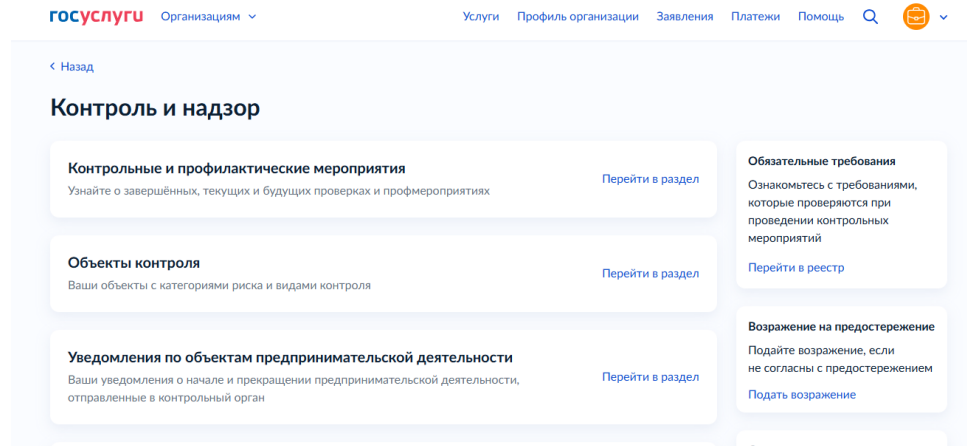 госуслуги Организациям
Услуги Профиль организации Заявления Платежи Помощь
Назад
Контроль и надзор
Контрольные и профилактические мероприятия
Узнайте о завершённых, текущих и будущих проверках и профмероприятиях
Перейти в раздел
Объекты контроля
Ваши объекты с категориями риска и видами контроля
Перейти в раздел
Уведомления по объектам предпринимательской деятельности
Ваши уведомления о начале и прекращении предпринимательской деятельности,
отправленные в контрольный орган
Перейти в раздел
Обязательные требования
Ознакомьтесь с требованиями,
которые проверяются при
проведении контрольных
мероприятий
Перейти в реестр
Возражение на предостережение
Подайте возражение, если
не согласны с предостережением
Подать возражение